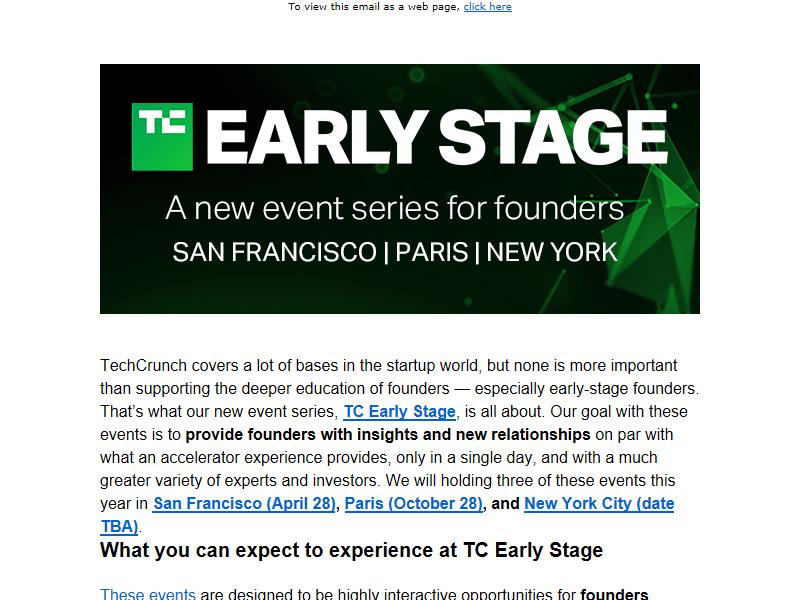 To view this email as a web page, click here
TC EARLY STAGE
A new event series for founders
SAN FRANCISCO | PARIS | NEW YORK
TechCrunch covers a lot of bases in the startup world, but none is more important
than supporting the deeper education of founders — especially early-stage founders.
That’s what our new event series, TC Early Stage, is all about. Our goal with these
events is to provide founders with insights and new relationships on par with
what an accelerator experience provides, only in a single day, and with a much
greater variety of experts and investors. We will holding three of these events this
year in San Francisco (April 28), Paris (October 28), and New York City (date
TBA).
What you can expect to experience at TC Early Stage
These events are designed to be highly interactive opportunities for founders